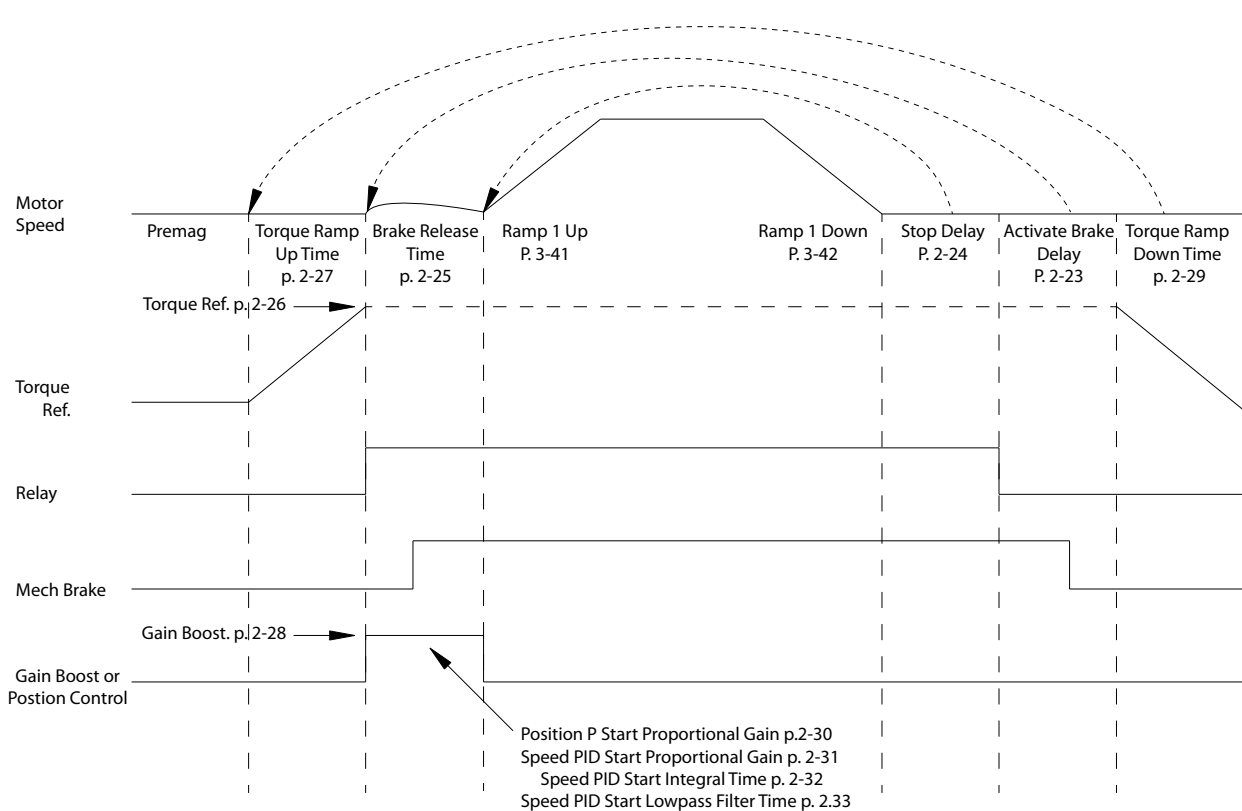 Motor
Speed
Premag
Torque Ramp
Up Time
p. 2-27
Brake Release
Time
p. 2-25
Ramp 1 Up
P. 3-41
Ramp 1 Down
P. 3-42
Stop Delay
P. 2-24
Activate Brake
Delay
P. 2-23
Torque Ramp
Down Time
p. 2-29
Torque Ref. p. 2-26
Torque
Ref.
Relay
Mech Brake
Gain Boost. p. 2-28
Gain Boost or
Postion Control
Position P Start Proportional Gain p.2-30
Speed PID Start Proportional Gain p. 2-31
Speed PID Start Integral Time p. 2-32
Speed PID Start Lowpass Filter Time p. 2.33